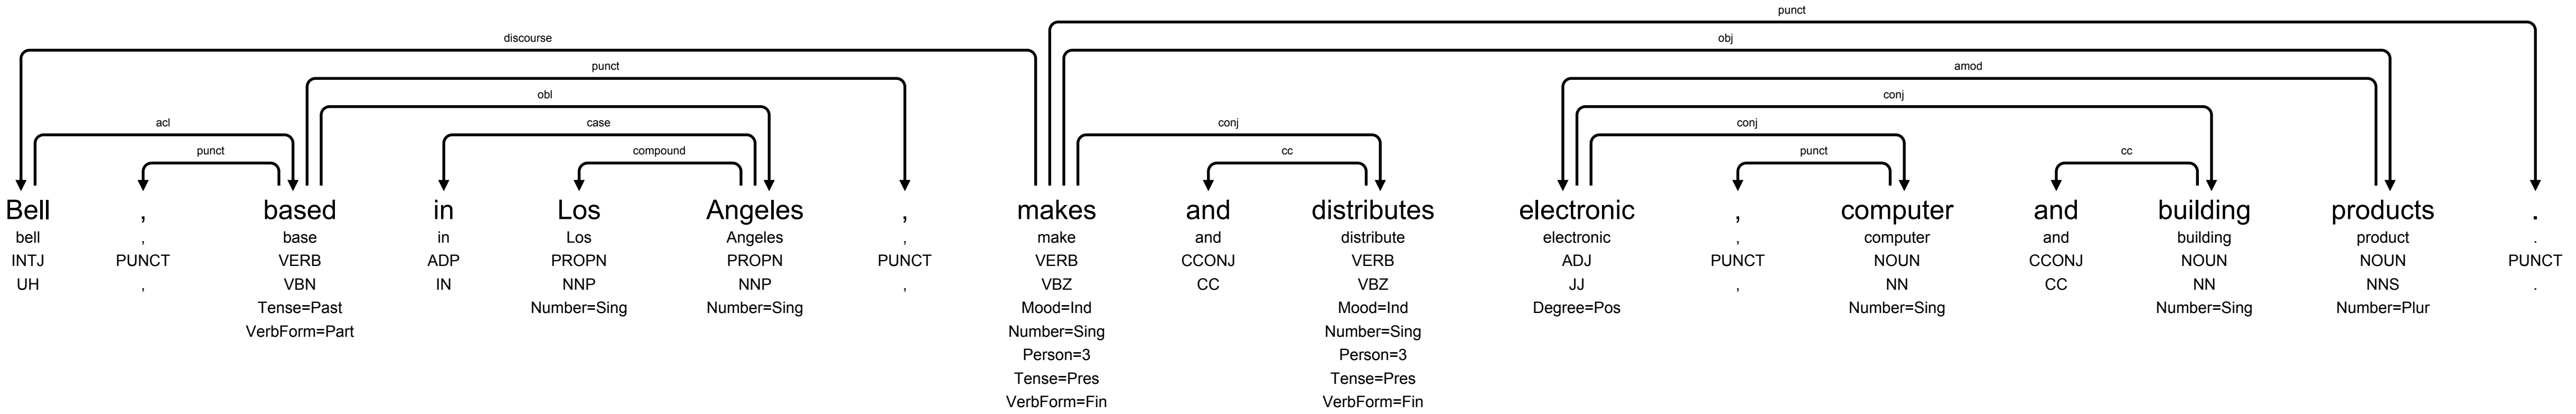 punct
discourse obj
punct amod
obl conj
acl case conj conj
punct compound cc punct cc
Bell , based in Los Angeles , makes and distributes electronic , computer and building products .
bell , base in Los Angeles , make and distribute electronic , computer and building product .
INTJ PUNCT VERB ADP PROPN PROPN PUNCT VERB CCONJ VERB ADJ PUNCT NOUN CCONJ NOUN NOUN PUNCT
UH , VBN IN NNP NNP , VBZ CC VBZ JJ , NN CC NN NNS .
Tense=Past Number=Sing Number=Sing Mood=Ind Mood=Ind Degree=Pos Number=Sing Number=Sing Number=Plur
VerbForm=Part Number=Sing Number=Sing
Person=3 Person=3
Tense=Pres Tense=Pres
VerbForm=Fin VerbForm=Fin